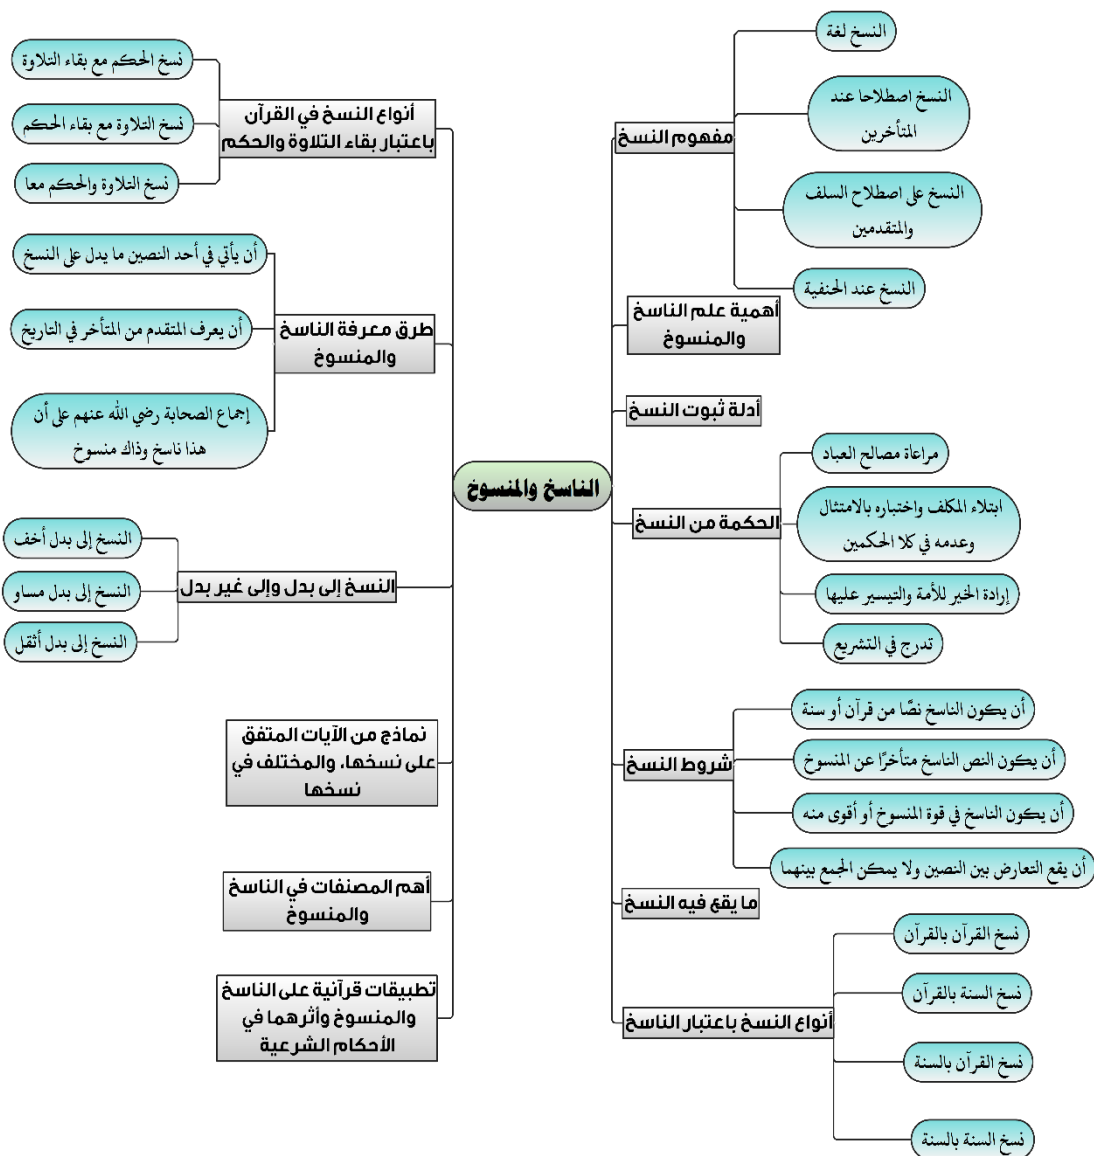 الناسخ والمنسوخ
مفهوم النسخ
النسخ لغة
النسخ اصطلاحا عند
المتأخرين
النسخ على اصطلاح السلف
والمتقدمين
النسخ عند الحنفية
أهمية علم الناسخ
والمنسوخ
أدلة ثبوت النسخ
الحكمة من النسخ
مراعاة مصالح العباد
ابتلاء المكلف واختباره بالامتثال
وعدمه في كلا الحكمين
إرادة الخير للأمة والتيسير عليها
تدرج في التشريع
شروط النسخ
أن يكون الناسخ نصًّا من قرآن أو سنة
أن يكون النص الناسخ متأخرًا عن المنسوخ
أن يكون الناسخ في قوة المنسوخ أو أقوى منه
أن يقع التعارض بين النصين ولا يمكن الجمع بينهما
ما يقع فيه النسخ
أنواع النسخ باعتبار الناسخ
نسخ القرآن بالقرآن
نسخ السنة بالقرآن
نسخ القرآن بالسنة
نسخ السنة بالسنة
أنواع النسخ في القرآن
باعتبار بقاء التلاوة والحكم
نسخ الحكم مع بقاء التلاوة
نسخ التلاوة مع بقاء الحكم
نسخ التلاوة والحكم معا
طرق معرفة الناسخ
والمنسوخ
أن يأتي في أحد النصين ما يدل على النسخ
أن يعرف المتقدم من المتأخر في التاريخ
إجماع الصحابة رضي الله عنهم على أن
هذا ناسخ وذاك منسوخ
النسخ إلى بدل وإلى غير بدل
النسخ إلى بدل أخف
النسخ إلى بدل مساو
النسخ إلى بدل أثقل
نماذج من الآيات المتفق
على نسخها، والمختلف في
نسخها
أهم المصنفات في الناسخ
والمنسوخ
تطبيقات قرآنية على الناسخ
والمنسوخ وأثرهما في
الأحكام الشرعية